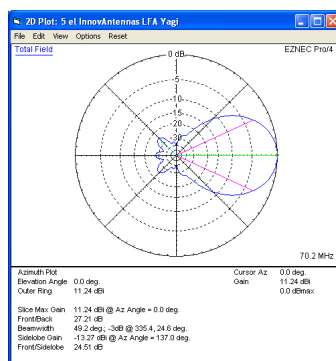 2D Plot: 5 el InnovAntennas LFA Yagi
File Edit View Options Reset
Total Field
EZNEC Pro/4
0 dB
-5
-10
-15
-20
-30
70.2 MHz
Azimuth Plot
Elevation Angle 0.0 deg.
Outer Ring 11.24 dBi
Cursor Az 0.0 deg.
Gain 11.24 dBi
0.0 dBmax
Slice Max Gain 11.24 dBi @ Az Angle = 0.0 deg.
Front/Back 27.21 dB
Beamwidth 49.2 deg.; -3dB @ 335.4, 24.6 deg.
Sidelobe Gain -13.27 dBi @ Az Angle = 137.0 deg.
Front/Sidelobe 24.51 dB